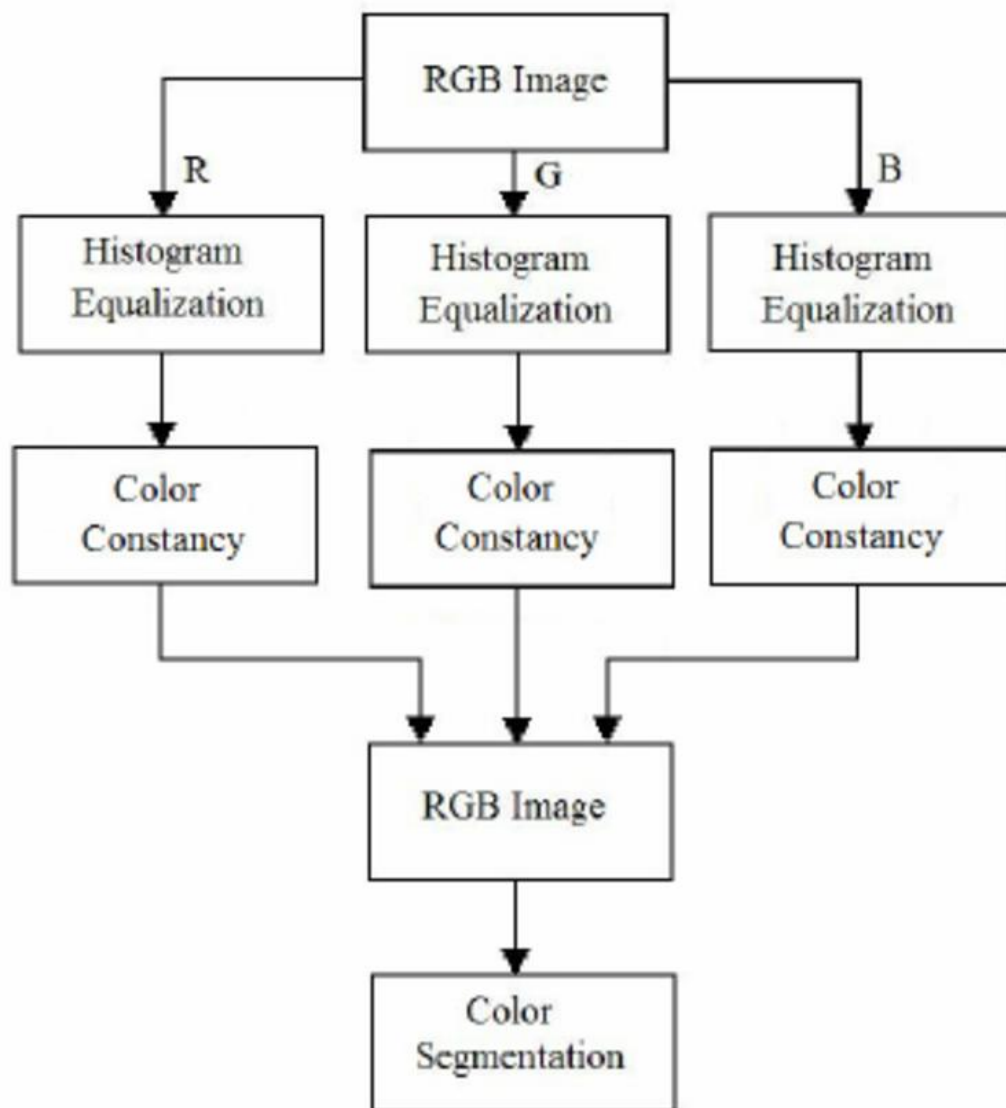 RGB Image
R
G
B
Histogram
Equalization
Histogram
Equalization
Histogram
Equalization
Color
Constancy
Color
Constancy
Color
Constancy
RGB Image
Color
Segmentation